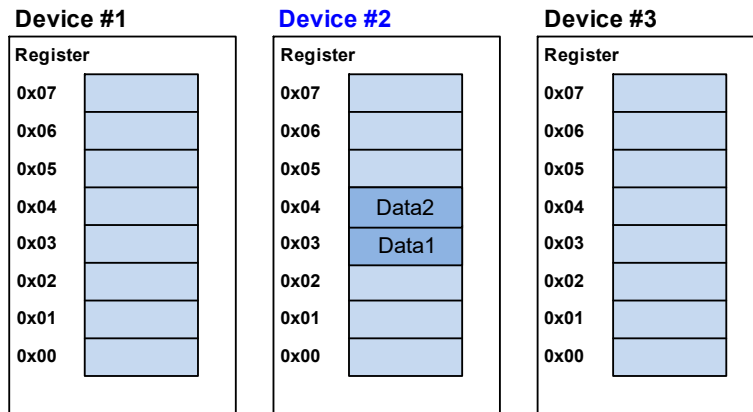 Device #1
Register
0x07
0x06
0x05
0x04
0x03
0x02
0x01
0x00
Device #2
Register
0x07
0x06
0x05
0x04 Data2
0x03 Data1
0x02
0x01
0x00
Device #3
Register
0x07
0x06
0x05
0x04
0x03
0x02
0x01
0x00